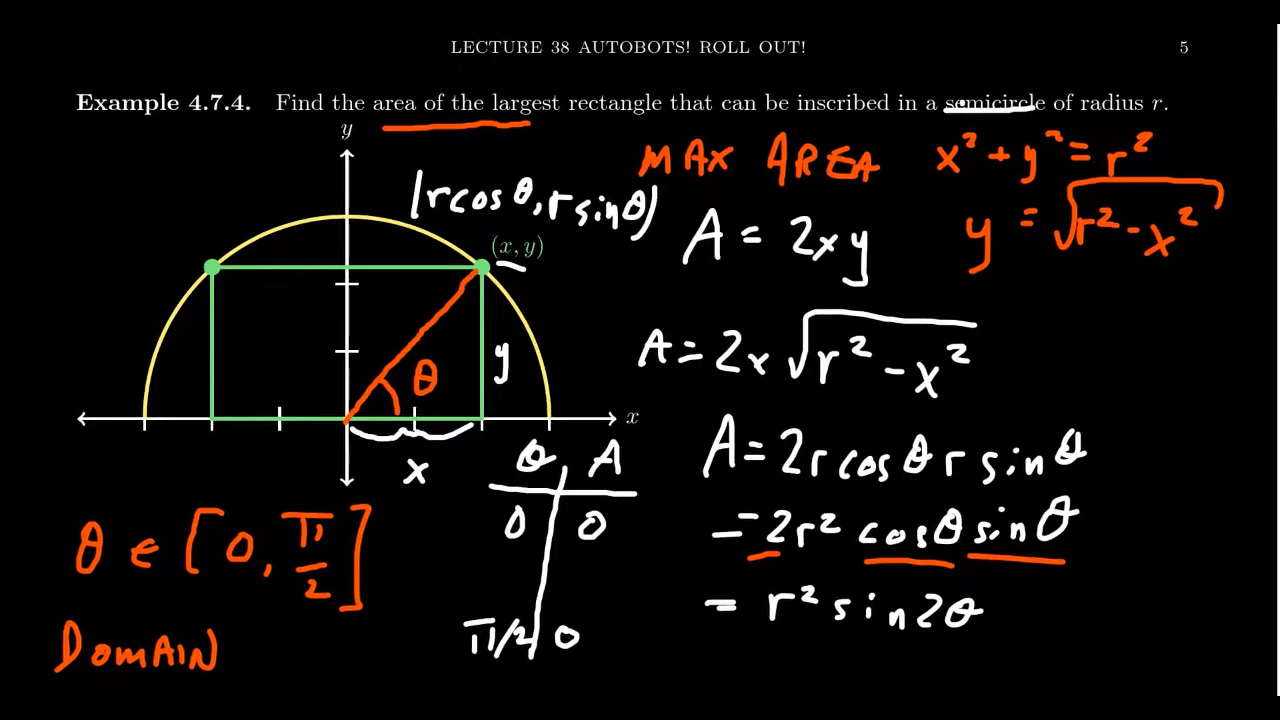 LECTURE 38 AUTOBOTS! ROLL OUT! 5
Example 4.7.4. Find the area of the largest rectangle that can be inscribed in a semicircle of radius r.
y
MAX AREA
x² + y² = r²
(r cos θ, r sin θ)
A = 2xy
y = √(r² - x²)
(x, y)
A = 2x √(r² - x²)
θ
y
x
x
A = 2r cos θ r sin θ
= 2r² cos θ sin θ
= r² sin 2θ
θ A
0 0
π/2 0
θ ∈ [0, π/2]
DOMAIN